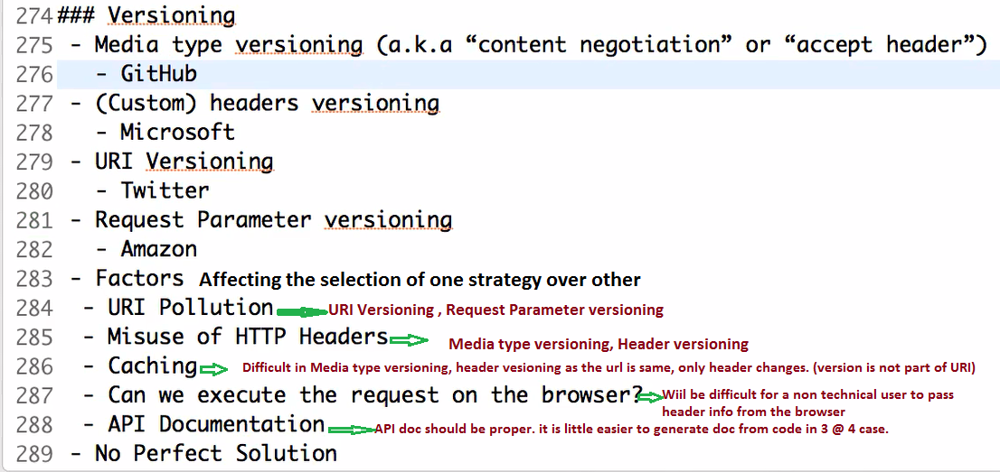 274 ### Versioning
275 - Media type versioning (a.k.a “content negotiation” or “accept header”)
276 - GitHub
277 - (Custom) headers versioning
278 - Microsoft
279 - URI Versioning
280 - Twitter
281 - Request Parameter versioning
282 - Amazon
283 - Factors Affecting the selection of one strategy over other
284 - URI Pollution URI Versioning , Request Parameter versioning
285 - Misuse of HTTP Headers Media type versioning, Header versioning
286 - Caching Difficult in Media type versioning, header vesioning as the url is same, only header changes. (version is not part of URI)
287 - Can we execute the request on the browser? Wiil be difficult for a non technical user to pass
header info from the browser
288 - API Documentation API doc should be proper. it is little easier to generate doc from code in 3 @ 4 case.
289 - No Perfect Solution